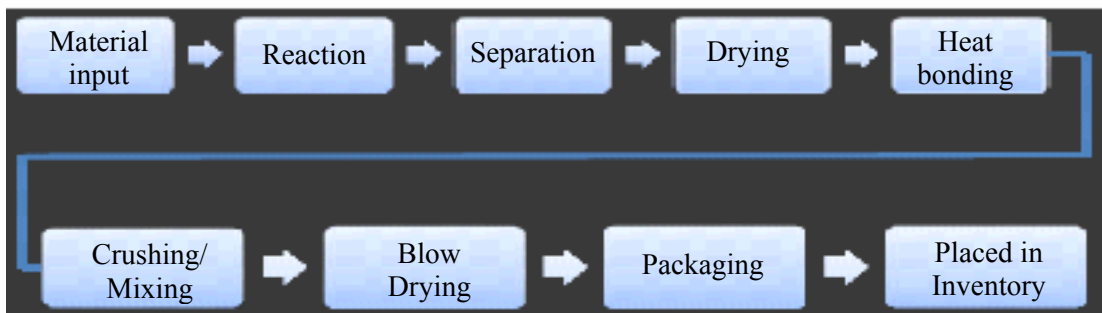 Material
input
Reaction
Separation
Drying
Heat
bonding
Crushing/
Mixing
Blow
Drying
Packaging
Placed in
Inventory